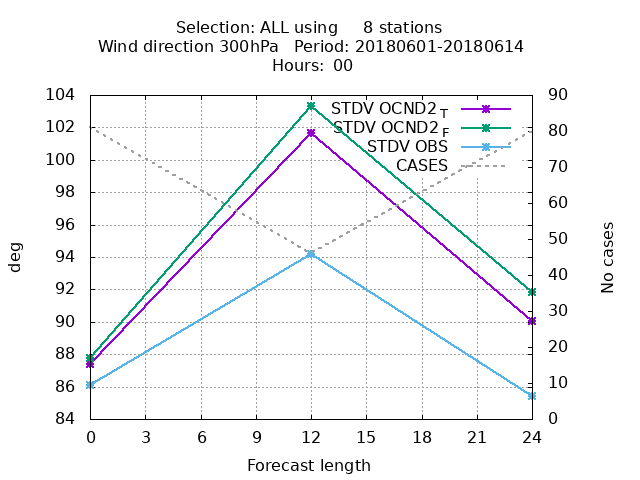 Selection: ALL using     8 stations
Wind direction 300hPa   Period: 20180601-20180614
Hours:  00
STDV OCND2 T
STDV OCND2 F
STDV OBS
CASES
104
102
100
98
96
94
92
90
88
86
84
deg
90
80
70
60
50
40
30
20
10
0
No cases
0 3 6 9 12 15 18 21 24
Forecast length